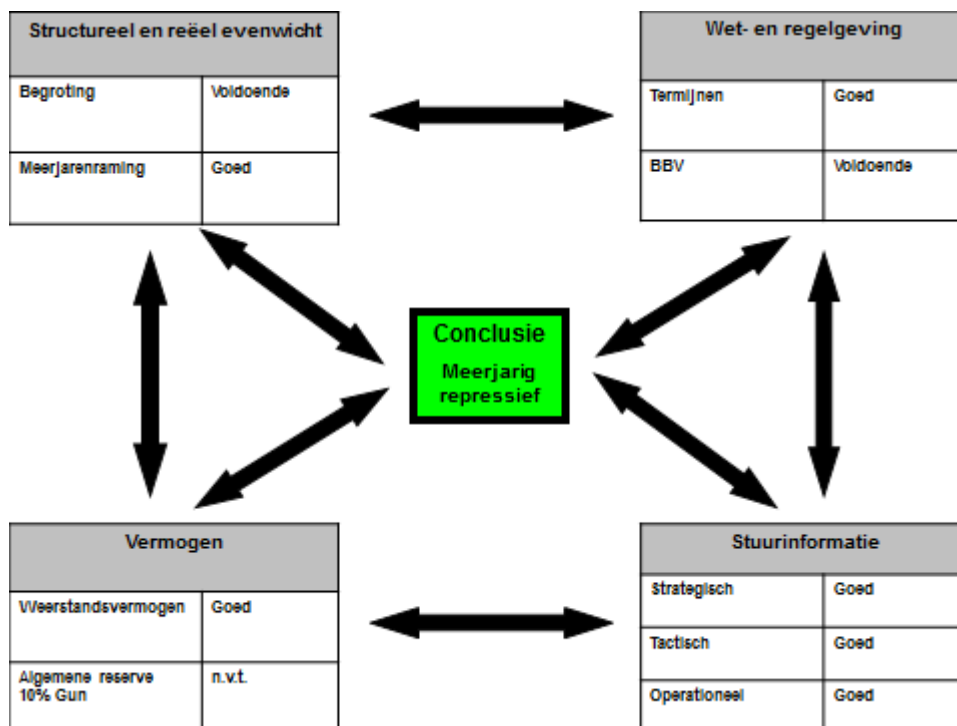 Structureel en reëel evenwicht
Begroting Voldoende
Meerjarenraming Goed
Wet- en regelgeving
Termijnen Goed
BBV Voldoende
Conclusie
Meerjarig
repressief
Vermogen
Weerstandsvermogen Goed
Algemene reserve n.v.t.
10% Gun
Stuurinformatie
Strategisch Goed
Tactisch Goed
Operationeel Goed